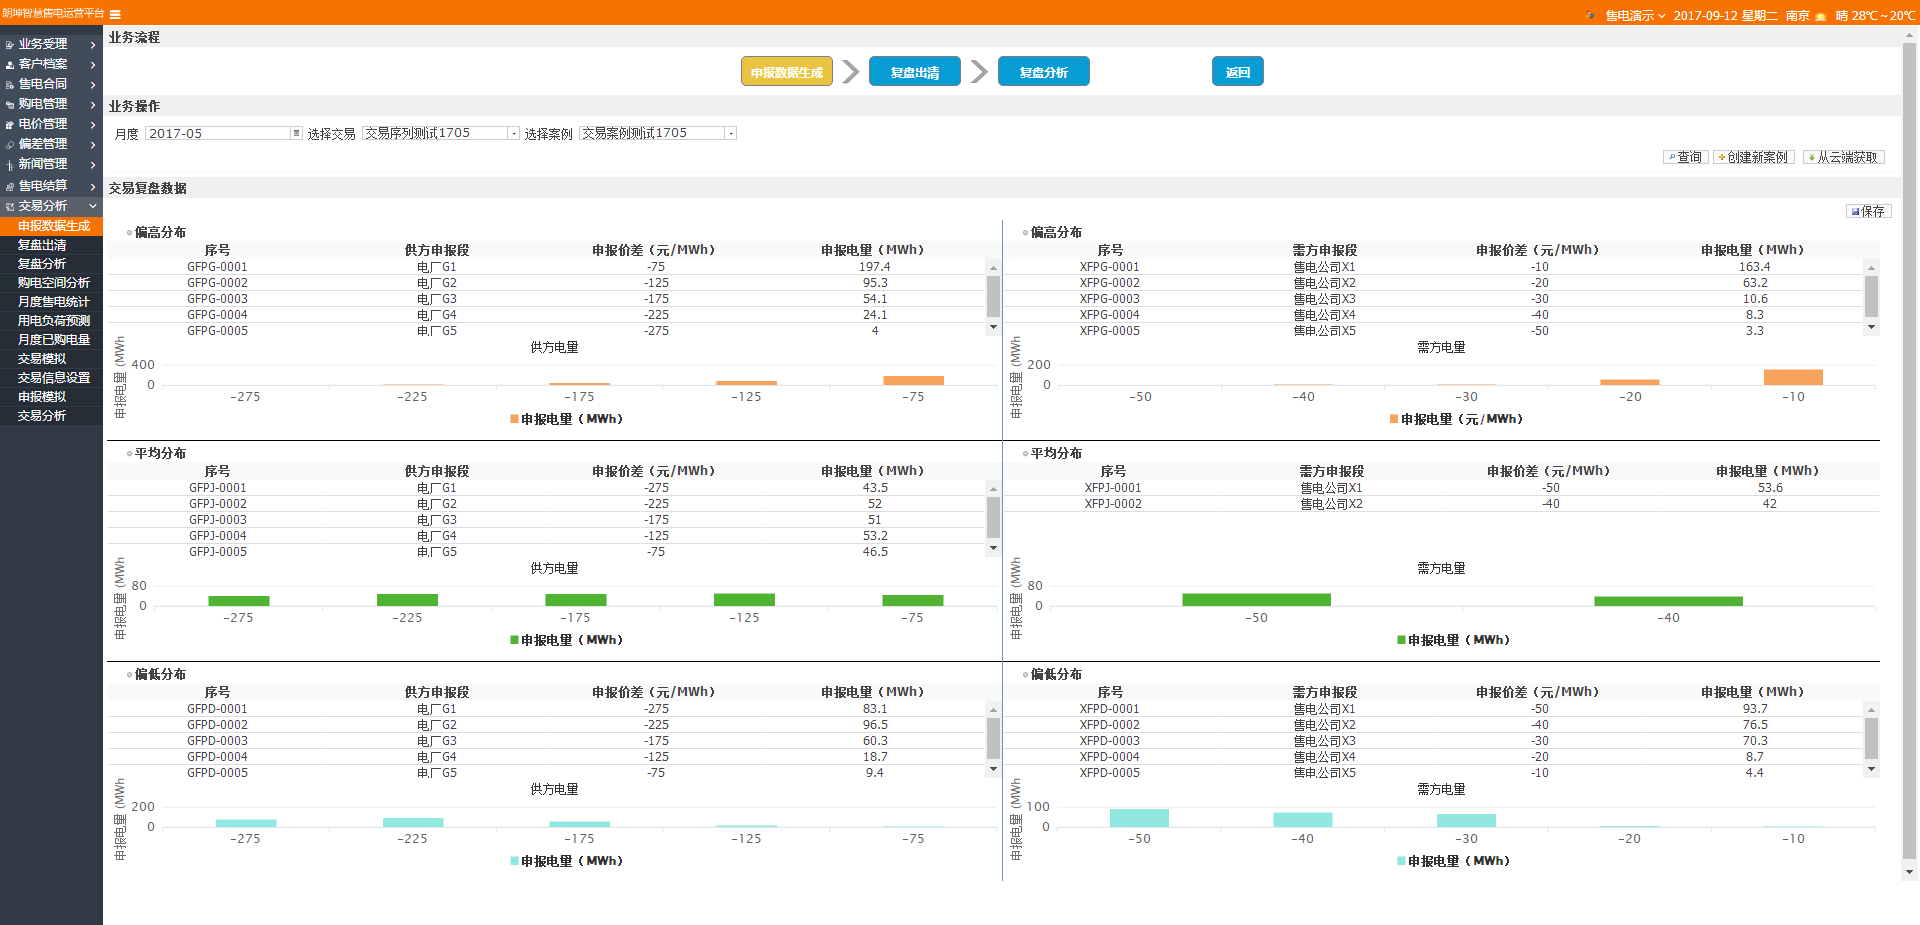 朗坤智慧售电运营平台
售电演示 2017-09-12 星期二 南京 晴 28℃~20℃
业务受理
客户档案
售电合同
购电管理
电价管理
偏差管理
新闻管理
售电结算
交易分析
申报数据生成
复盘出清
复盘分析
购电空间分析
月度售电统计
用电负荷预测
月度已购电量
交易模拟
交易信息设置
申报模拟
交易分析
业务流程
申报数据生成 复盘出清 复盘分析 返回
业务操作
月度 2017-05 选择交易 交易序列测试1705 选择案例 交易案例测试1705
查询 创建新案例 从云端获取
交易复盘数据
保存
偏高分布
序号 供方申报段 申报价差（元/MWh） 申报电量（MWh）
GFPG-0001 电厂G1 -75 197.4
GFPG-0002 电厂G2 -125 95.3
GFPG-0003 电厂G3 -175 54.1
GFPG-0004 电厂G4 -225 24.1
GFPG-0005 电厂G5 -275 4
供方电量
申报电量（MWh
400
0
-275 -225 -175 -125 -75
申报电量（MWh）
偏高分布
序号 需方申报段 申报价差（元/MWh） 申报电量（MWh）
XFPG-0001 售电公司X1 -10 163.4
XFPG-0002 售电公司X2 -20 63.2
XFPG-0003 售电公司X3 -30 10.6
XFPG-0004 售电公司X4 -40 8.3
XFPG-0005 售电公司X5 -50 3.3
需方电量
申报电量（MWh
200
0
-50 -40 -30 -20 -10
申报电量（元/MWh）
平均分布
序号 供方申报段 申报价差（元/MWh） 申报电量（MWh）
GFPJ-0001 电厂G1 -275 43.5
GFPJ-0002 电厂G2 -225 52
GFPJ-0003 电厂G3 -175 51
GFPJ-0004 电厂G4 -125 53.2
GFPJ-0005 电厂G5 -75 46.5
供方电量
申报电量（MWh
80
0
-275 -225 -175 -125 -75
申报电量（MWh）
平均分布
序号 需方申报段 申报价差（元/MWh） 申报电量（MWh）
XFPJ-0001 售电公司X1 -50 53.6
XFPJ-0002 售电公司X2 -40 42
需方电量
申报电量（MWh
80
0
-50 -40
申报电量（MWh）
偏低分布
序号 供方申报段 申报价差（元/MWh） 申报电量（MWh）
GFPD-0001 电厂G1 -275 83.1
GFPD-0002 电厂G2 -225 96.5
GFPD-0003 电厂G3 -175 60.3
GFPD-0004 电厂G4 -125 18.7
GFPD-0005 电厂G5 -75 9.4
供方电量
申报电量（MWh
200
0
-275 -225 -175 -125 -75
申报电量（MWh）
偏低分布
序号 需方申报段 申报价差（元/MWh） 申报电量（MWh）
XFPD-0001 售电公司X1 -50 93.7
XFPD-0002 售电公司X2 -40 76.5
XFPD-0003 售电公司X3 -30 70.3
XFPD-0004 售电公司X4 -20 8.7
XFPD-0005 售电公司X5 -10 4.4
需方电量
申报电量（MWh
100
0
-50 -40 -30 -20 -10
申报电量（MWh）